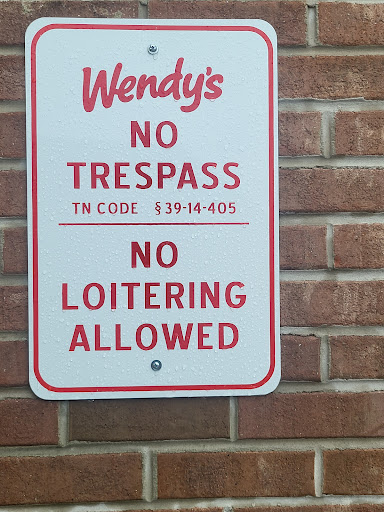 Wendy's
NO
TRESPASS
TN CODE § 39-14-405
NO
LOITERING
ALLOWED